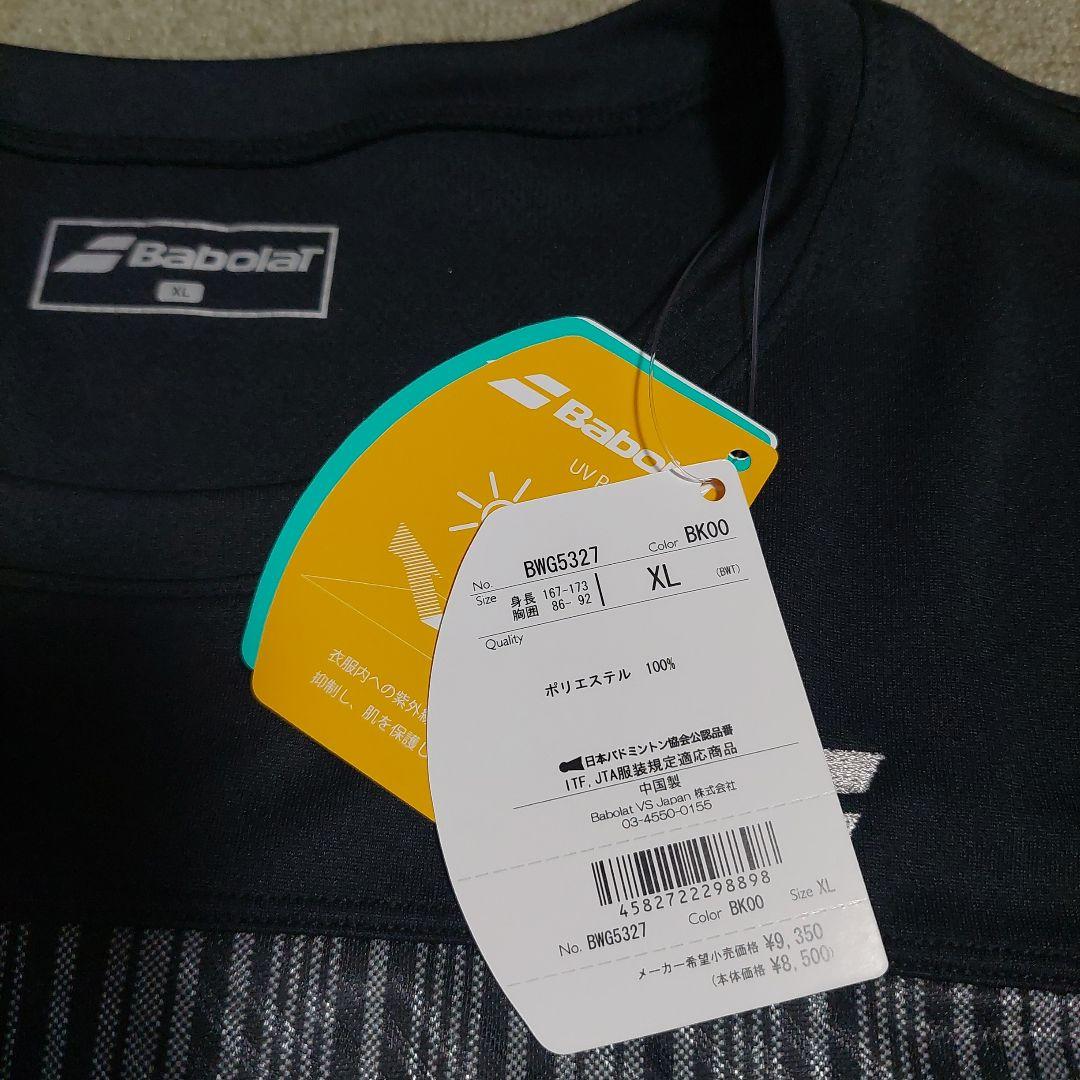 Babolat
XL
Babol
UV P
衣服内への紫外線
抑制し、肌を保護し
No. BWG5327 Color BK00
Size 身長 167-173 XL (BWT)
胸囲 86- 92
Quality
ポリエステル 100%
日本バドミントン協会公認品番
ITF, JTA服装規定適応商品
中国製
Babolat VS Japan 株式会社
03-4550-0155
4582722298898
No. BWG5327 Color BK00 Size XL
メーカー希望小売価格 ¥9,350
(本体価格 ¥8,500)